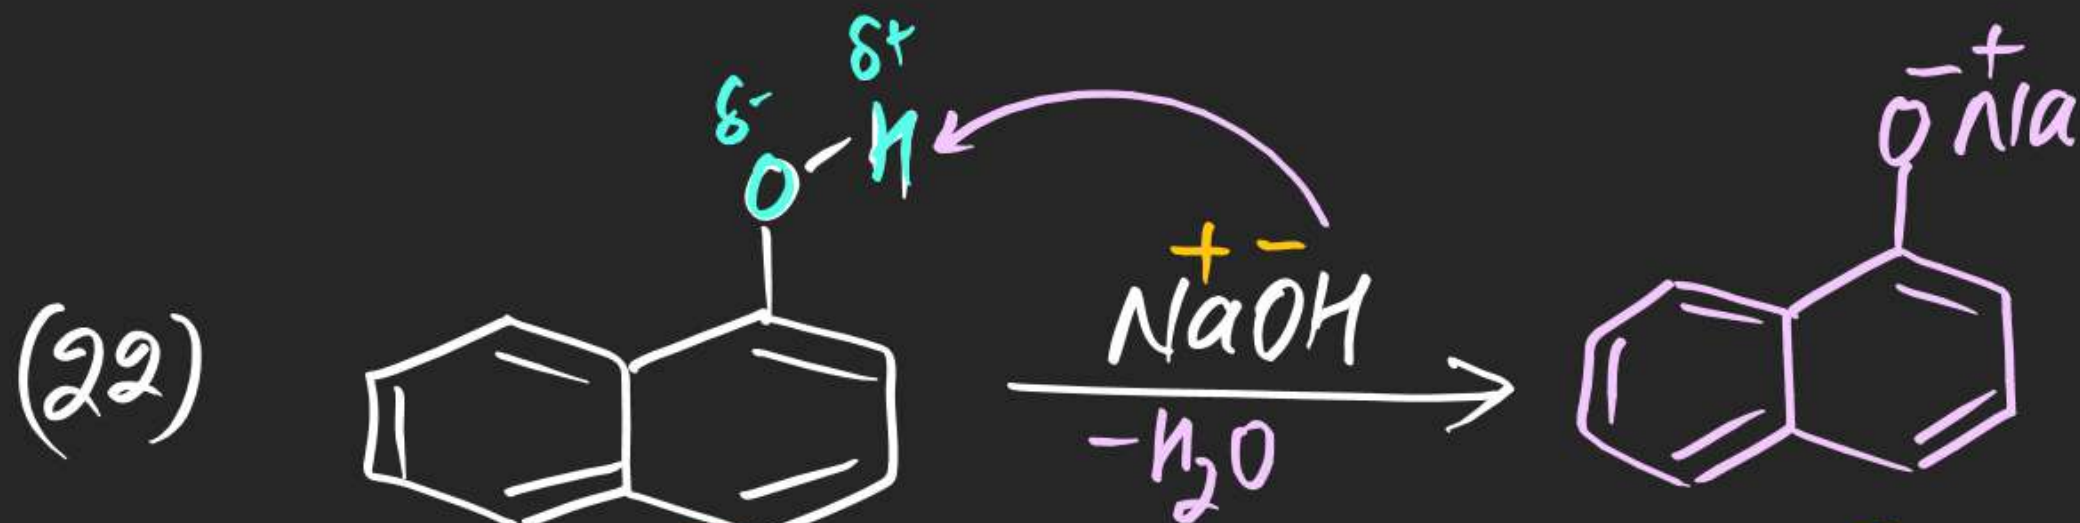 δ+
δ- H
O
- +
O Na
+ -
NaOH
(22)
-H₂O